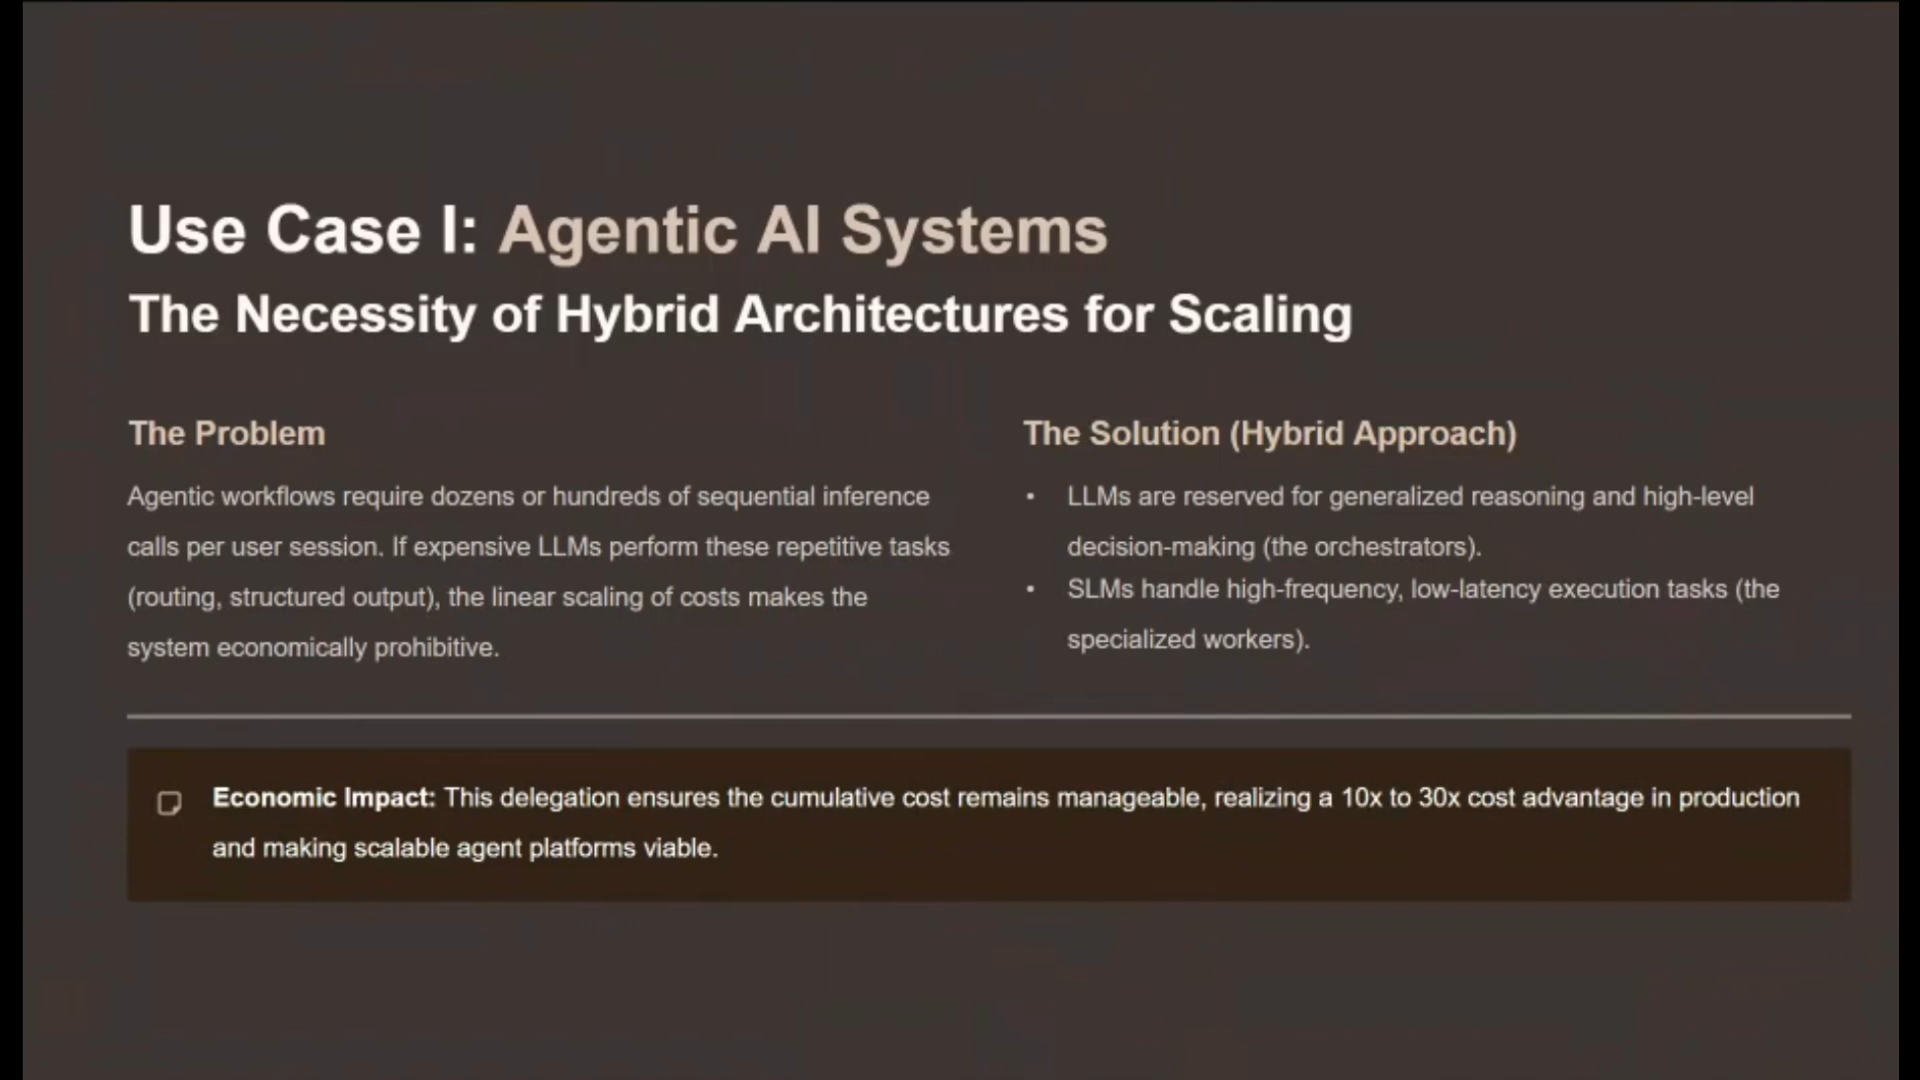 Use Case I: Agentic AI Systems
The Necessity of Hybrid Architectures for Scaling
The Problem
Agentic workflows require dozens or hundreds of sequential inference
calls per user session. If expensive LLMs perform these repetitive tasks
(routing, structured output), the linear scaling of costs makes the
system economically prohibitive.
The Solution (Hybrid Approach)
• LLMs are reserved for generalized reasoning and high-level
decision-making (the orchestrators).
• SLMs handle high-frequency, low-latency execution tasks (the
specialized workers).
Economic Impact: This delegation ensures the cumulative cost remains manageable, realizing a 10x to 30x cost advantage in production
and making scalable agent platforms viable.